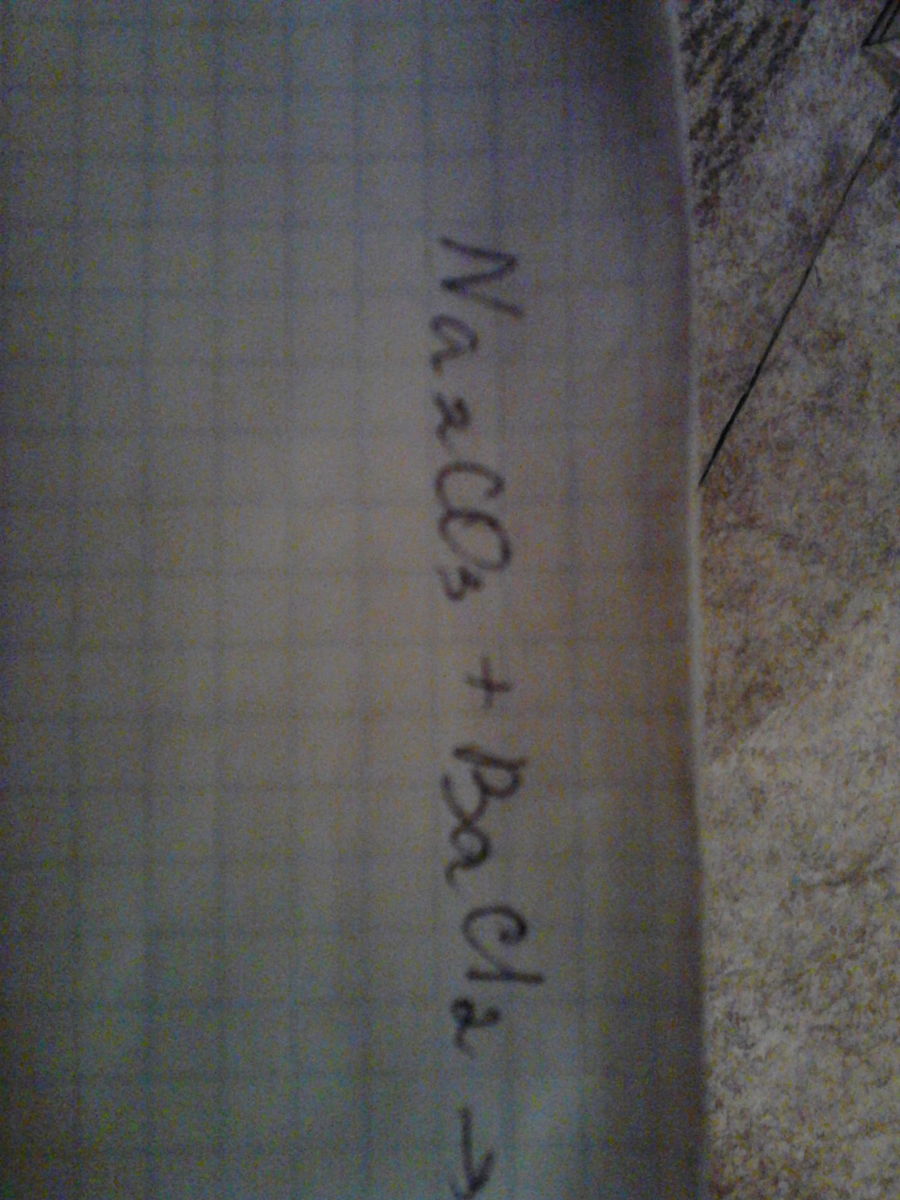 Na₂CO₃ + BaCl₂ →